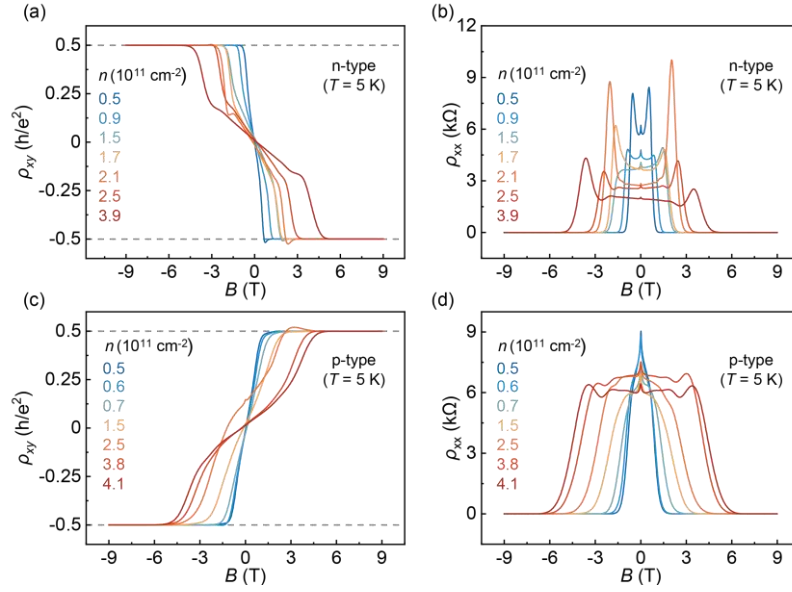 (a)
0.5
0.25
0
-0.25
-0.5
ρxy (h/e²)
n (10¹¹ cm⁻²)
0.5
0.9
1.5
1.7
2.1
2.5
3.9
n-type
(T = 5 K)
-9 -6 -3 0 3 6 9
B (T)
(b)
12
9
6
3
0
ρxx (kΩ)
n (10¹¹ cm⁻²)
0.5
0.9
1.5
1.7
2.1
2.5
3.9
n-type
(T = 5 K)
-9 -6 -3 0 3 6 9
B (T)
(c)
0.5
0.25
0
-0.25
-0.5
ρxy (h/e²)
n (10¹¹ cm⁻²)
0.5
0.6
0.7
1.5
2.5
3.8
4.1
p-type
(T = 5 K)
-9 -6 -3 0 3 6 9
B (T)
(d)
9
6
3
0
ρxx (kΩ)
n (10¹¹ cm⁻²)
0.5
0.6
0.7
1.5
2.5
3.8
4.1
p-type
(T = 5 K)
-9 -6 -3 0 3 6 9
B (T)